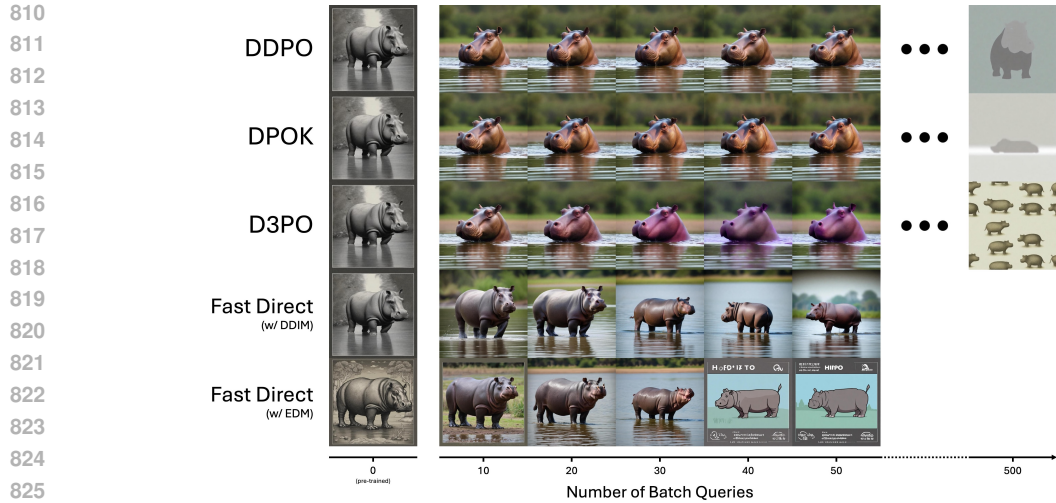 810
811
812
813
814
815
816
817
818
819
820
821
822
823
824
825
DDPO
DPOK
D3PO
Fast Direct
(w/ DDIM)
Fast Direct
(w/ EDM)
HIPPO
0
(pre-trained)
10
20
30
40
50
500
Number of Batch Queries